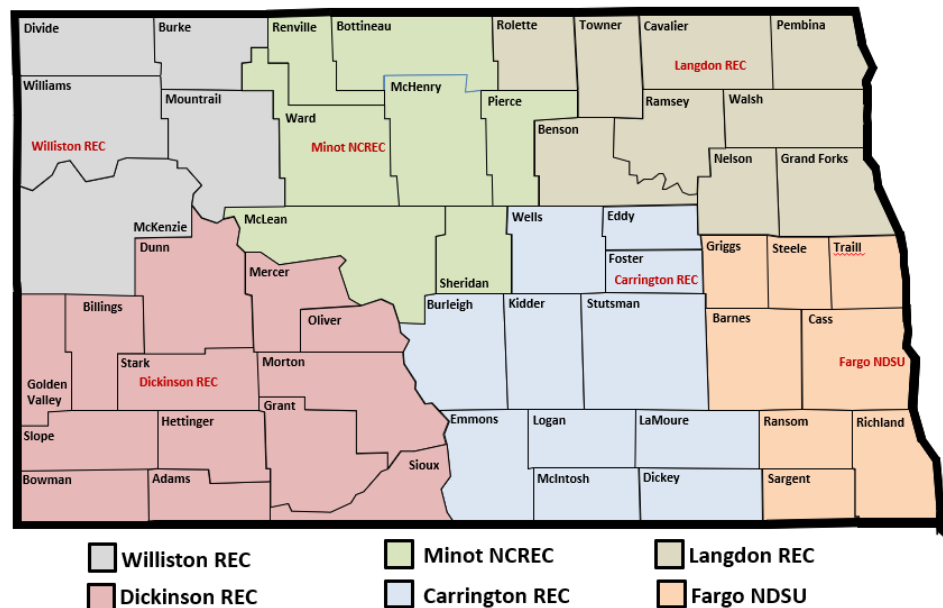 Divide
Burke
Renville
Bottineau
Rolette
Towner
Cavalier
Pembina
Langdon REC
Williams
Mountrail
McHenry
Pierce
Ramsey
Walsh
Ward
Benson
Williston REC
Minot NCREC
Nelson
Grand Forks
McKenzie
McLean
Wells
Eddy
Dunn
Griggs
Steele
Traill
Mercer
Sheridan
Foster
Carrington REC
Billings
Burleigh
Kidder
Stutsman
Oliver
Barnes
Cass
Stark
Morton
Fargo NDSU
Golden
Valley
Dickinson REC
Grant
Hettinger
Emmons
Logan
LaMoure
Ransom
Richland
Slope
Sioux
Bowman
Adams
McIntosh
Dickey
Sargent
Williston REC
Minot NCREC
Langdon REC
Dickinson REC
Carrington REC
Fargo NDSU